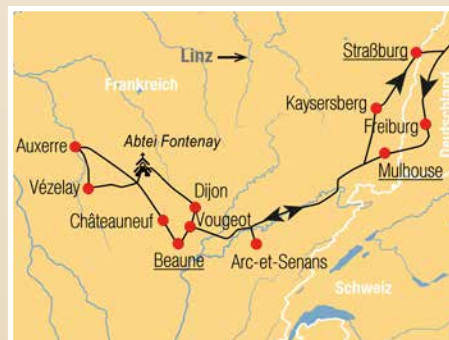 Straßburg
Linz
Frankreich
Kaysersberg
Deutschland
Freiburg
Auxerre
Abtei Fontenay
Mulhouse
Vézelay
Dijon
Châteauneuf
Vougeot
Beaune
Arc-et-Senans
Schweiz